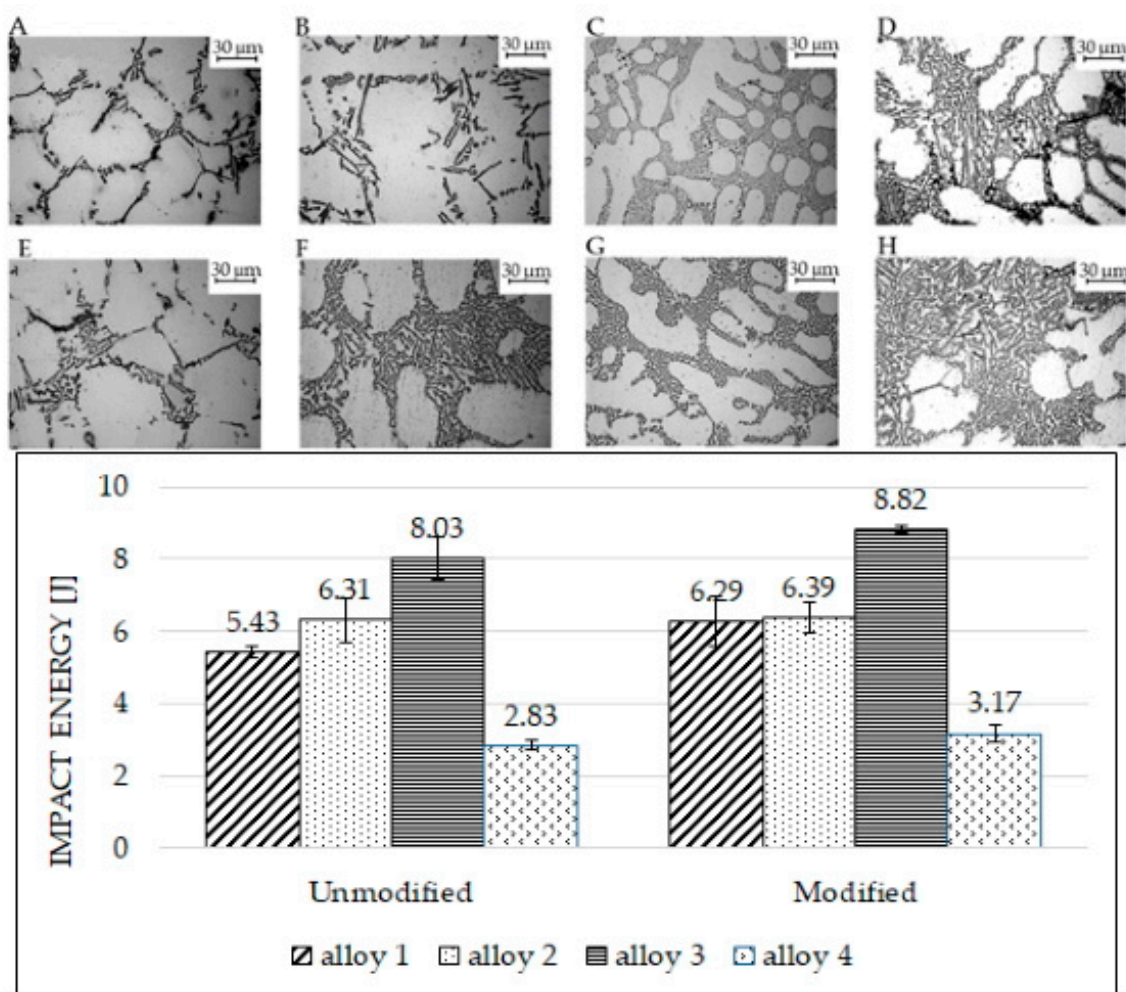 A B C D
30 μm 30 μm 30 μm 30 μm
E F G H
30 μm 30 μm 30 μm 30 μm
IMPACT ENERGY [J]
10
8
6
4
2
0
5.43 6.31 8.03 2.83 6.29 6.39 8.82 3.17
Unmodified Modified
alloy 1 alloy 2 alloy 3 alloy 4